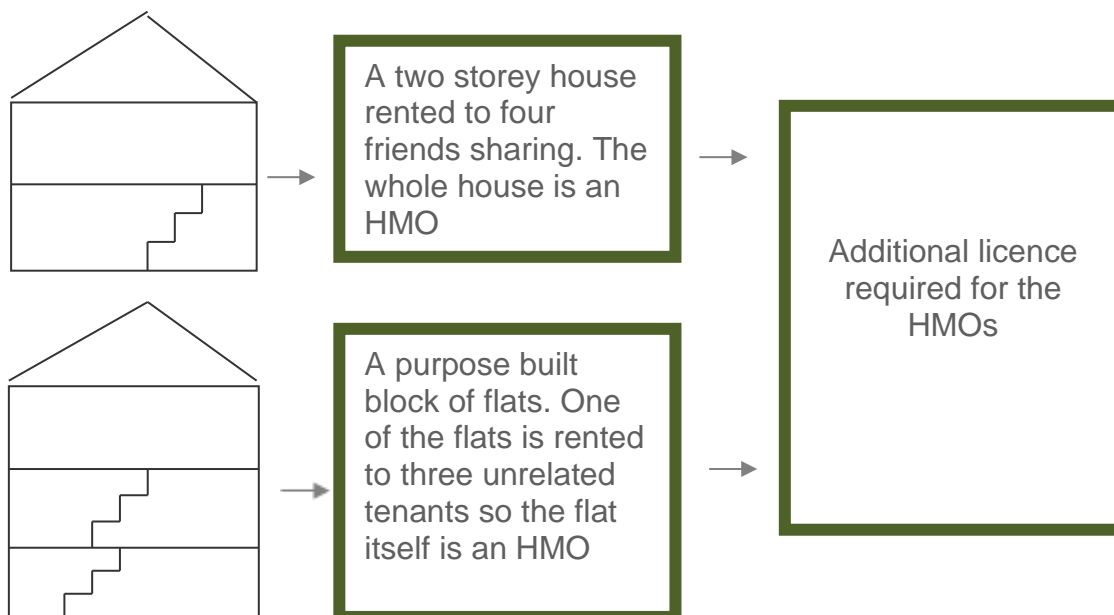 A two storey house
rented to four
friends sharing. The
whole house is an
HMO
A purpose built
block of flats. One
of the flats is rented
to three unrelated
tenants so the flat
itself is an HMO
Additional licence
required for the
HMOs